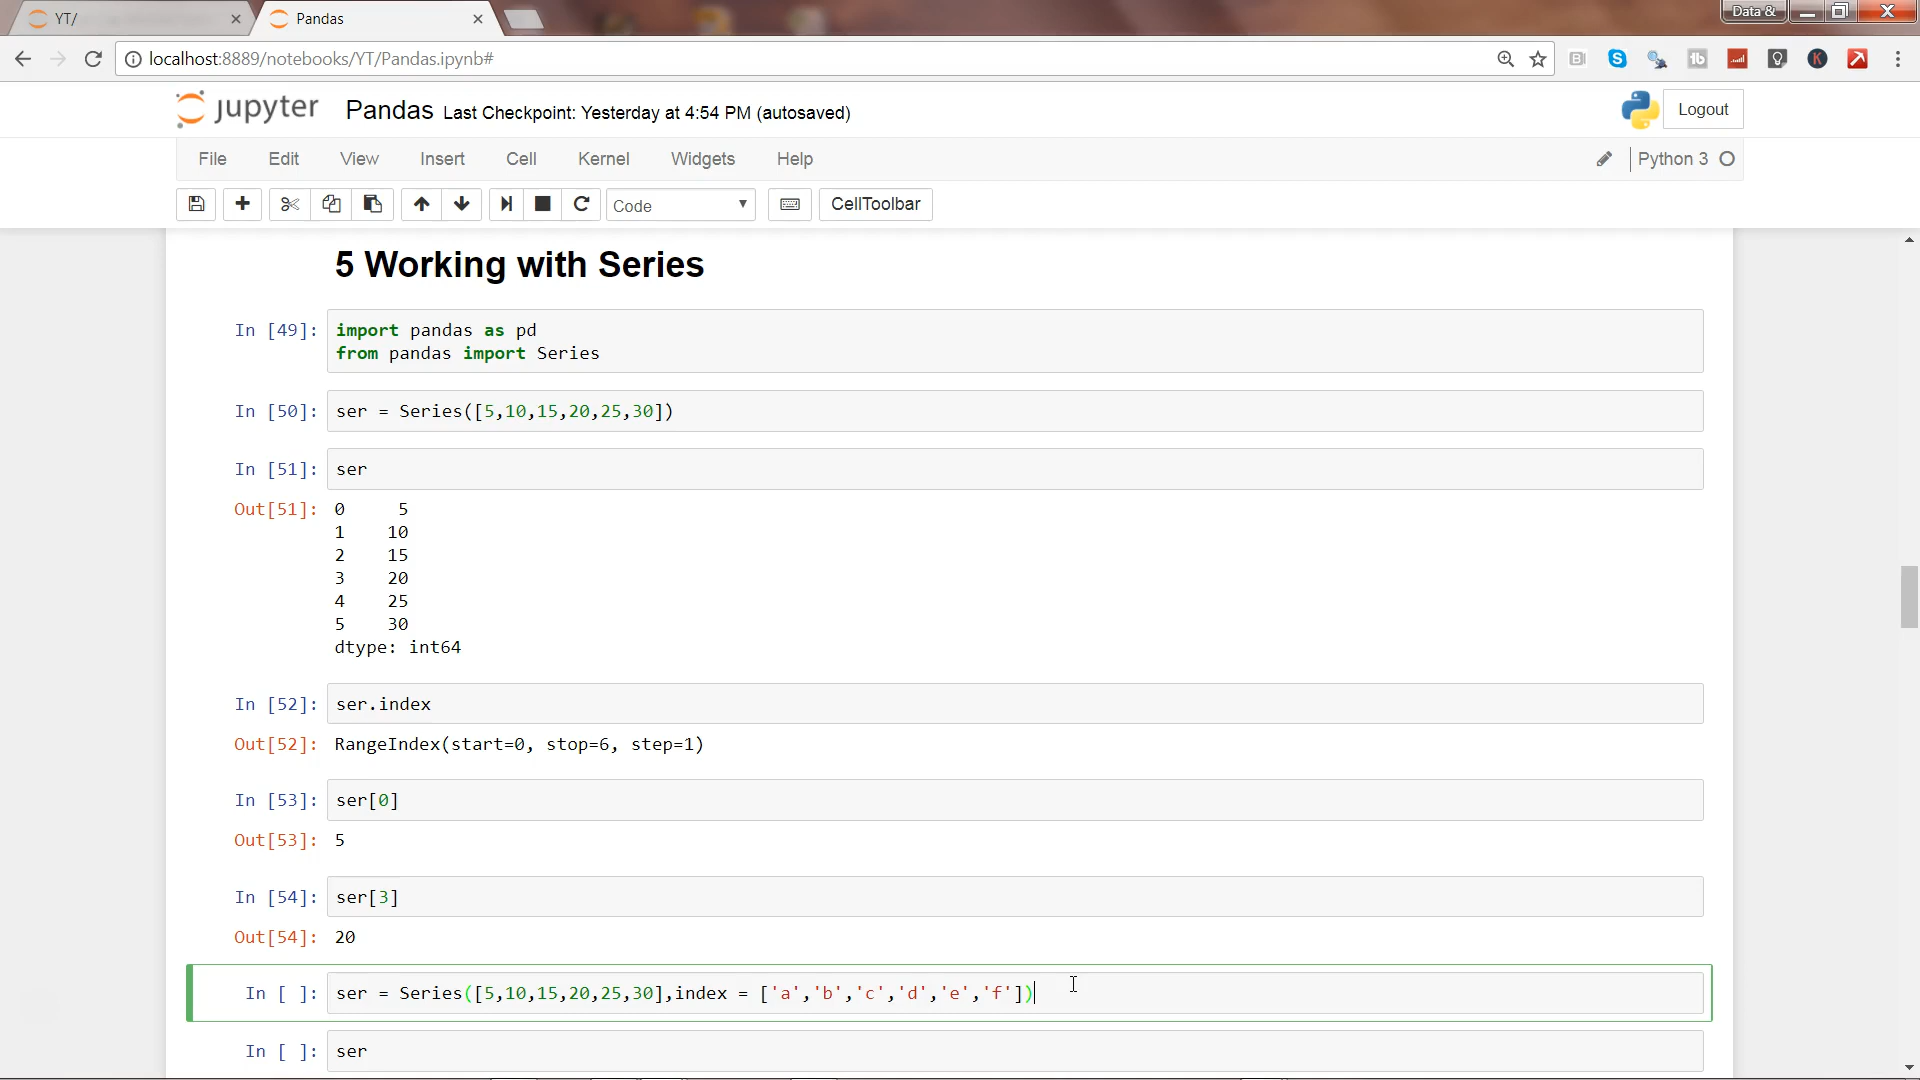 YT/
Pandas
Data &
localhost:8889/notebooks/YT/Pandas.ipynb#
jupyter Pandas Last Checkpoint: Yesterday at 4:54 PM (autosaved)
Logout
File Edit View Insert Cell Kernel Widgets Help
Python 3
Code
CellToolbar
5 Working with Series
In [49]: import pandas as pd
from pandas import Series
In [50]: ser = Series([5,10,15,20,25,30])
In [51]: ser
Out[51]: 0 5
1 10
2 15
3 20
4 25
5 30
dtype: int64
In [52]: ser.index
Out[52]: RangeIndex(start=0, stop=6, step=1)
In [53]: ser[0]
Out[53]: 5
In [54]: ser[3]
Out[54]: 20
In [ ]: ser = Series([5,10,15,20,25,30],index = ['a','b','c','d','e','f'])
In [ ]: ser